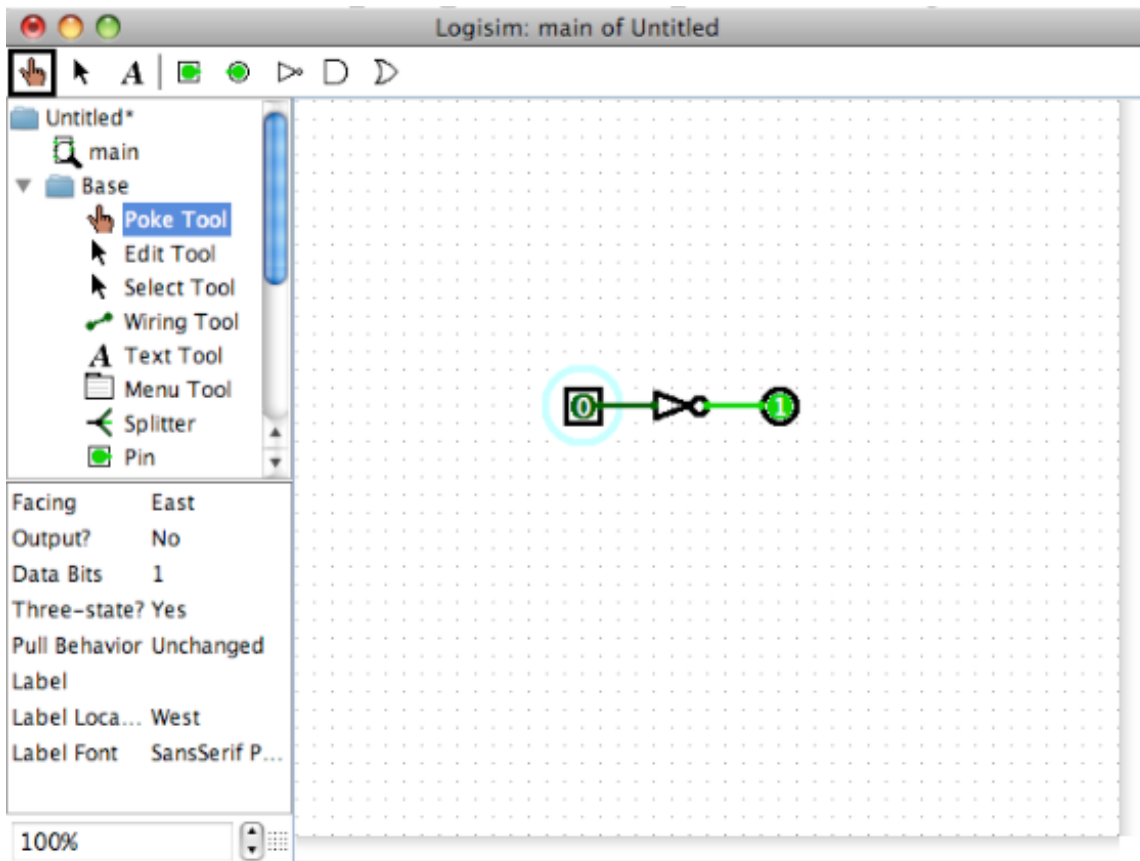 Logisim: main of Untitled
A
Untitled*
main
Base
Poke Tool
Edit Tool
Select Tool
Wiring Tool
A Text Tool
Menu Tool
Splitter
Pin
0 1
Facing East
Output? No
Data Bits 1
Three-state? Yes
Pull Behavior Unchanged
Label
Label Loca... West
Label Font SansSerif P...
100%